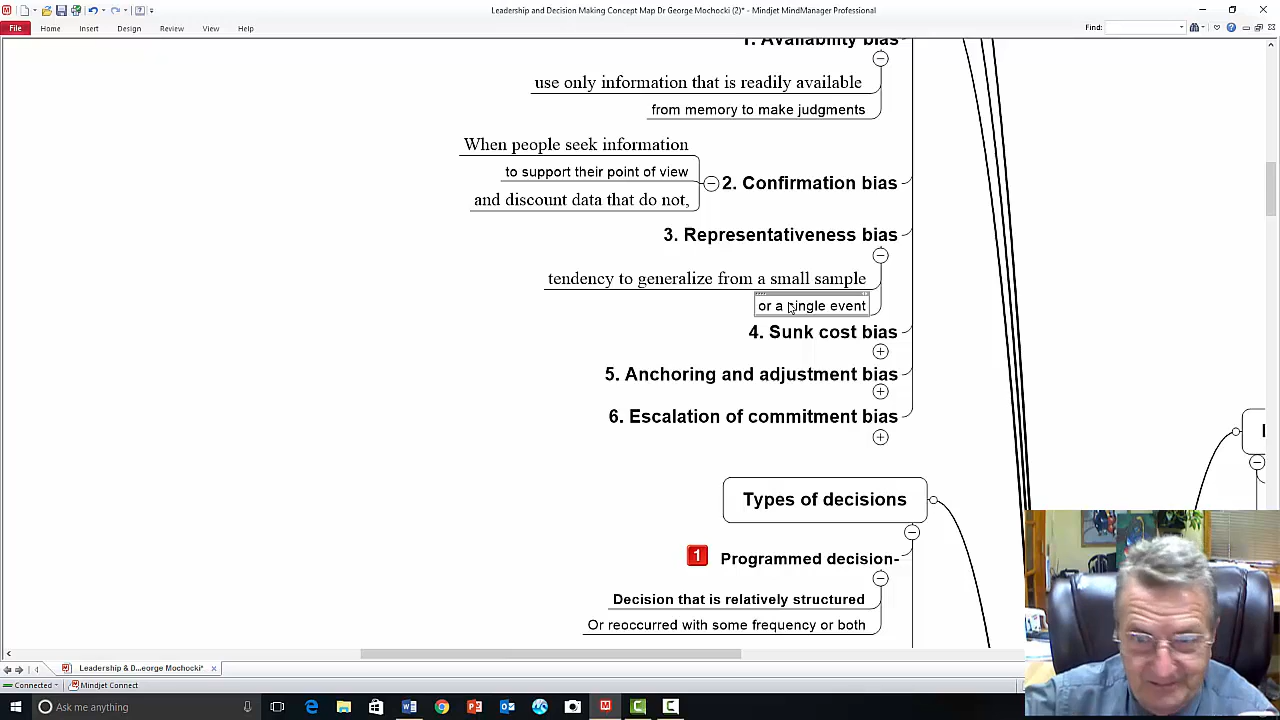 Leadership and Decision Making Concept Map Dr George Mochocki (2)* - Mindjet MindManager Professional
File Home Insert Design Review View Help
Find:
1. Availability bias
use only information that is readily available
from memory to make judgments
When people seek information
to support their point of view
and discount data that do not,
2. Confirmation bias
3. Representativeness bias
tendency to generalize from a small sample
or a single event
4. Sunk cost bias
5. Anchoring and adjustment bias
6. Escalation of commitment bias
Types of decisions
1 Programmed decision-
Decision that is relatively structured
Or reoccurred with some frequency or both
Leadership & D...eorge Mochocki*
Connected
Mindjet Connect
Ask me anything